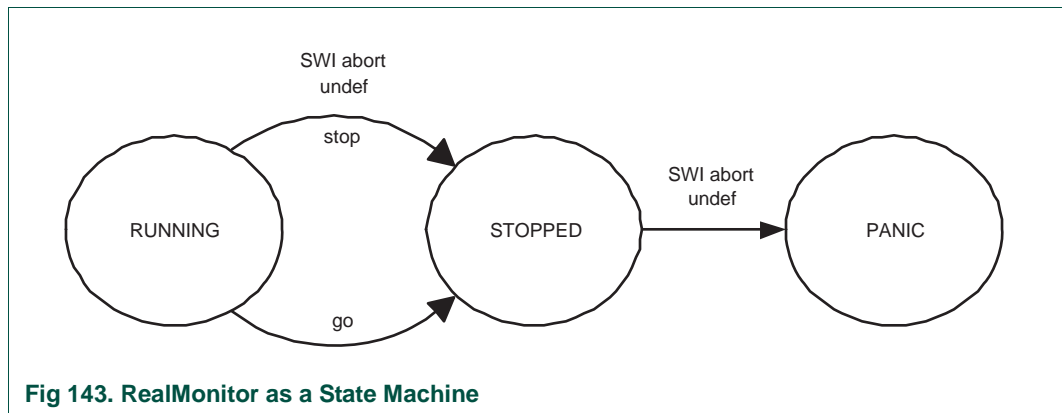 SWI abort
undef
stop
SWI abort
undef
RUNNING
STOPPED
PANIC
go
Fig 143. RealMonitor as a State Machine